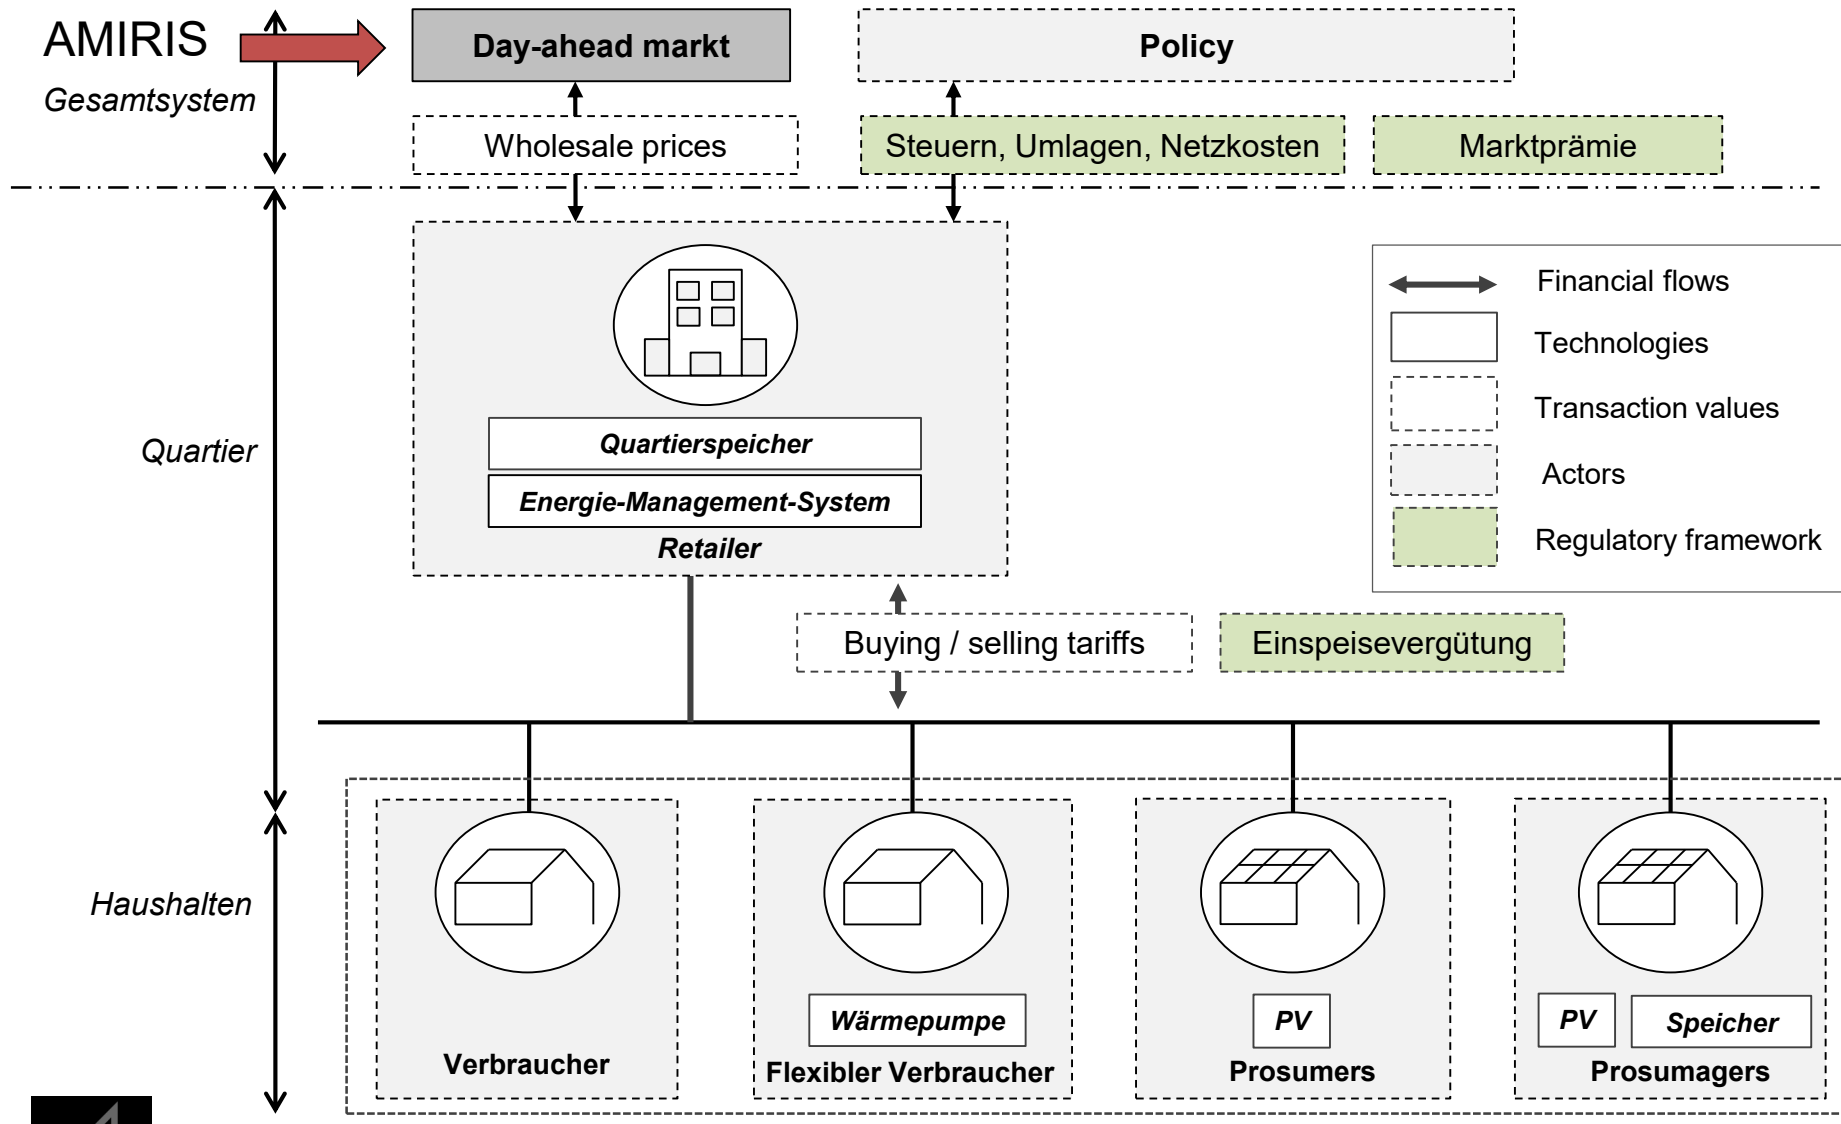 AMIRIS
Gesamtsystem
Day-ahead markt
Policy
Wholesale prices
Steuern, Umlagen, Netzkosten
Marktprämie
Quartier
Quartierspeicher
Energie-Management-System
Retailer
Financial flows
Technologies
Transaction values
Actors
Regulatory framework
Buying / selling tariffs
Einspeisevergütung
Haushalten
Verbraucher
Wärmepumpe
Flexibler Verbraucher
PV
Prosumers
PV
Speicher
Prosumagers